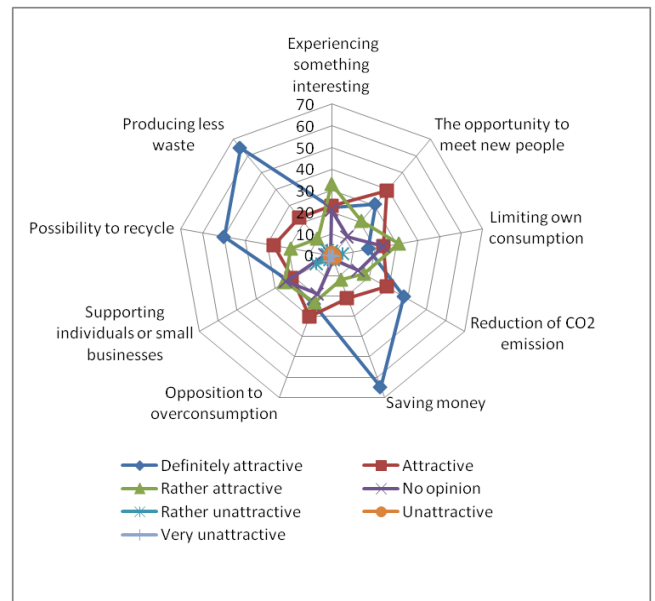 Experiencing
something
interesting
70
60
50
40
30
20
10
0
The opportunity to
meet new people
Limiting own
consumption
Reduction of CO2
emission
Saving money
Opposition to
overconsumption
Supporting
individuals or small
businesses
Possibility to recycle
Producing less
waste
Definitely attractive
Attractive
Rather attractive
No opinion
Rather unattractive
Unattractive
Very unattractive